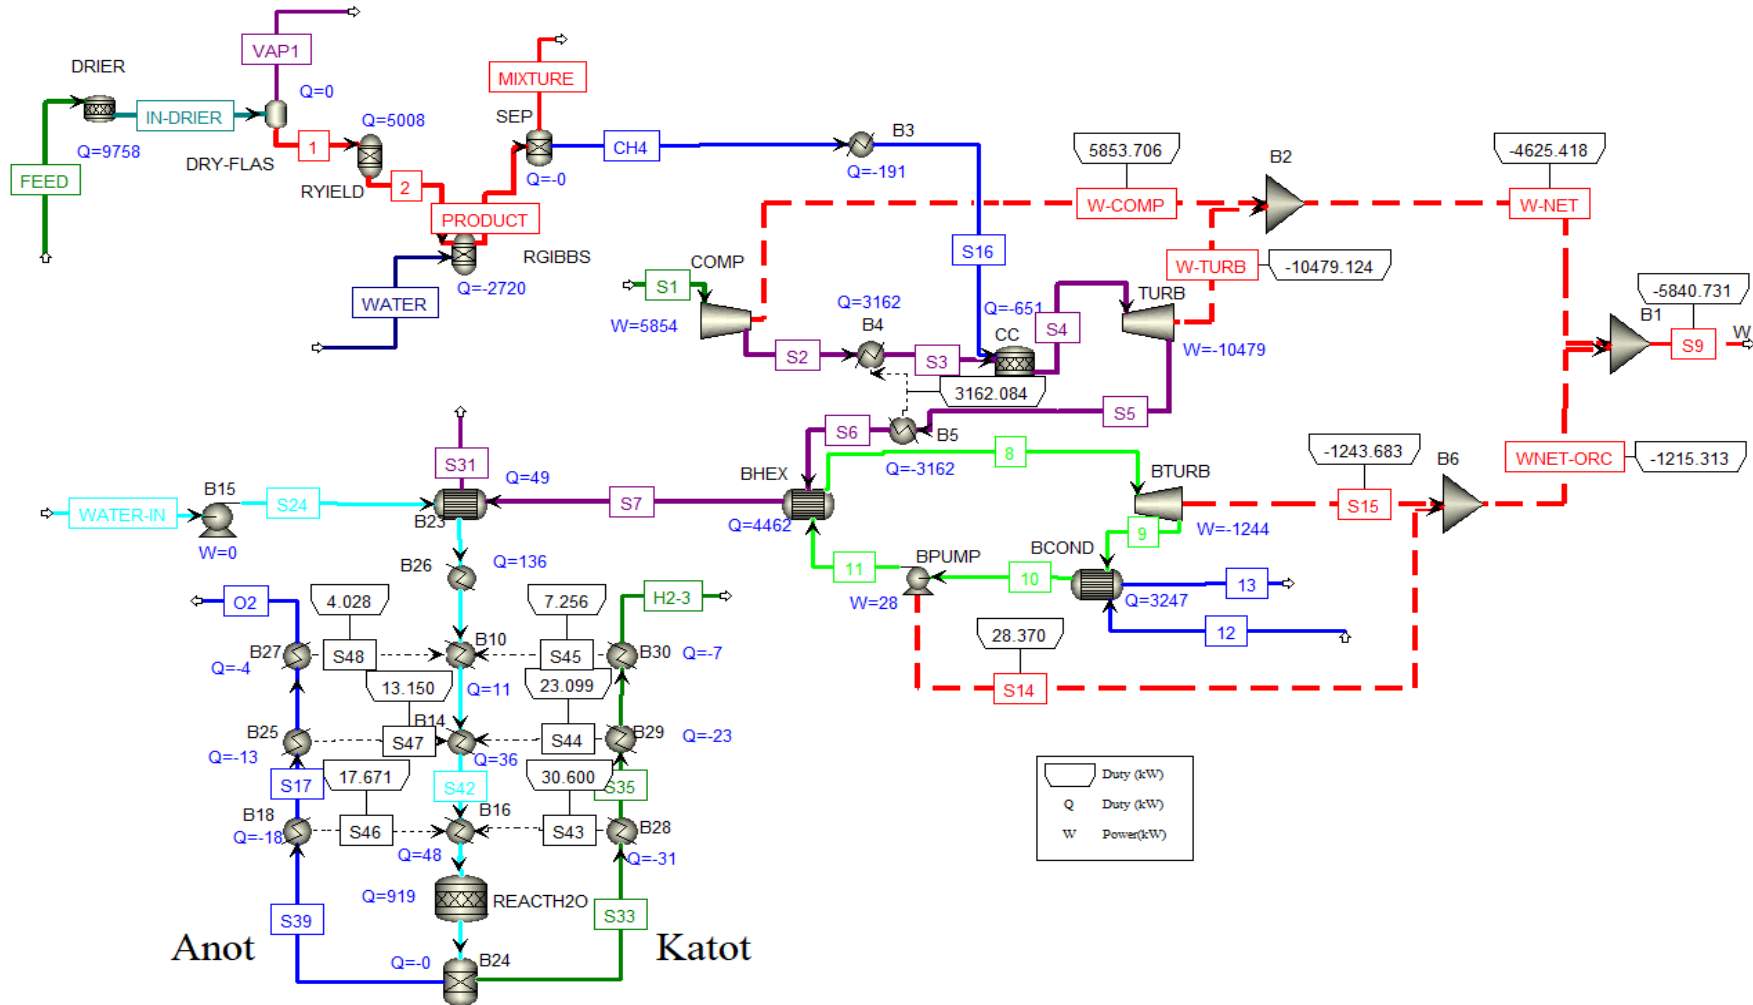 VAP1
DRIER
Q=0
IN-DRIER
Q=9758
FEED
DRY-FLAS
1
Q=5008
RYIELD
2
PRODUCT
RGIBBS
Q=-2720
WATER
MIXTURE
SEP
Q=-0
CH4
B3
Q=-191
S16
5853.706
W-COMP
B2
-4625.418
W-NET
W-TURB
-10479.124
-5840.731
B1
S9
W
COMP
S1
W=5854
Q=3162
B4
S2
S3
Q=-651
CC
S4
TURB
W=-10479
3162.084
S5
S6
B5
Q=-3162
S31
Q=49
B15
S24
WATER-IN
W=0
B23
S7
BHEX
Q=4462
8
BTURB
W=-1244
9
-1243.683
S15
B6
WNET-ORC
-1215.313
11
BPUMP
W=28
10
BCOND
Q=3247
13
12
28.370
S14
B26
Q=136
O2
4.028
7.256
H2-3
B27
Q=-4
S48
B10
S45
B30
Q=-7
Q=11
13.150
23.099
B25
Q=-13
S47
B14
S44
B29
Q=-23
Q=36
17.671
30.600
S17
S42
S35
B18
Q=-18
S46
B16
S43
B28
Q=-31
Q=48
Q=919
REACTH2O
S39
S33
Anot
Katot
Q=-0
B24
Duty (kW)
Q Duty (kW)
W Power(kW)